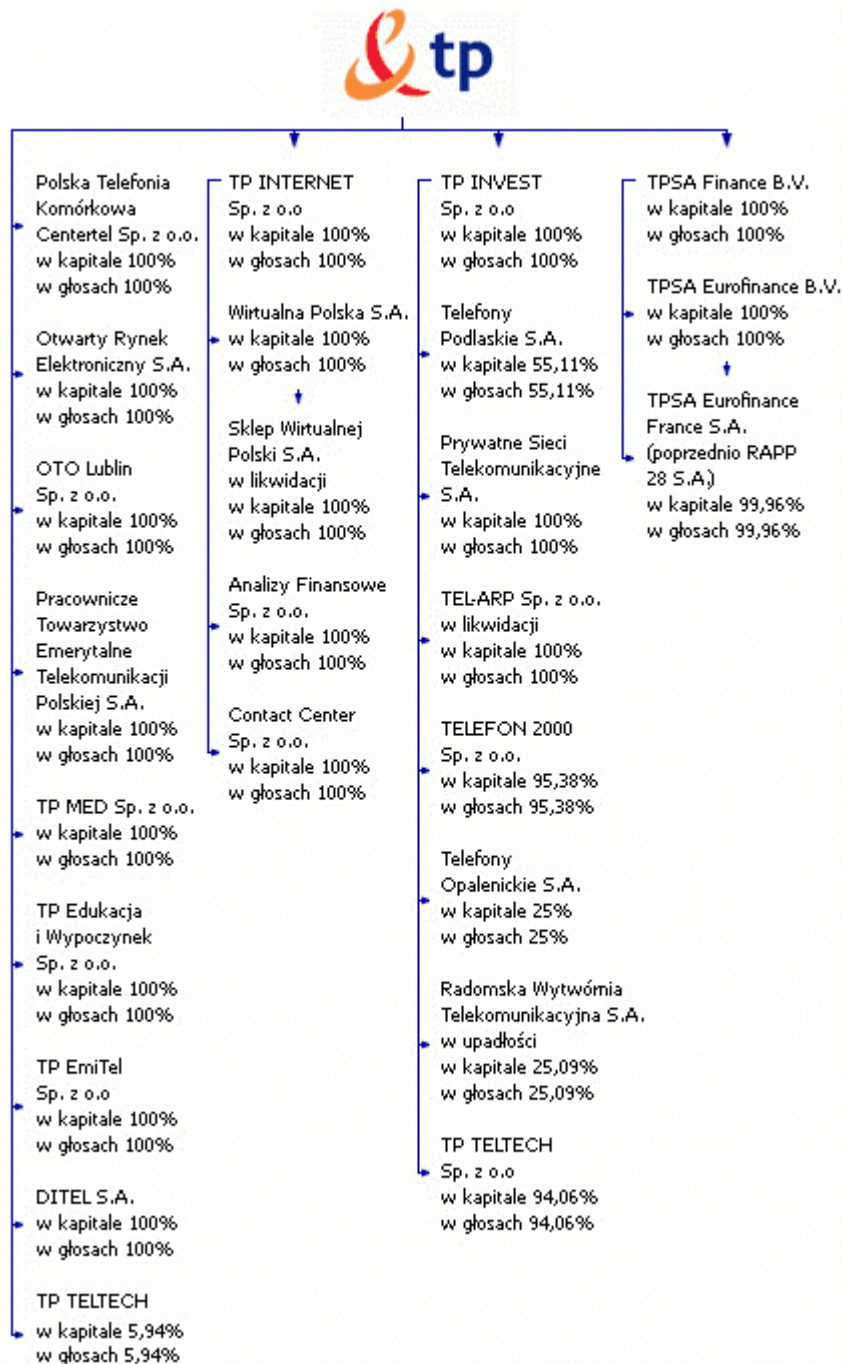 tp
Polska Telefonia
Komórkowa
Centertel Sp. z o.o.
w kapitale 100%
w głosach 100%
Otwarty Rynek
Elektroniczny S.A.
w kapitale 100%
w głosach 100%
OTO Lublin
Sp. z o.o.
w kapitale 100%
w głosach 100%
Pracownicze
Towarzystwo
Emerytalne
Telekomunikacji
Polskiej S.A.
w kapitale 100%
w głosach 100%
TP MED Sp. z o.o.
w kapitale 100%
w głosach 100%
TP Edukacja
i Wypoczynek
Sp. z o.o.
w kapitale 100%
w głosach 100%
TP EmiTel
Sp. z o.o
w kapitale 100%
w głosach 100%
DITEL S.A.
w kapitale 100%
w głosach 100%
TP TELTECH
w kapitale 5,94%
w głosach 5,94%
TP INTERNET
Sp. z o.o
w kapitale 100%
w głosach 100%
Wirtualna Polska S.A.
w kapitale 100%
w głosach 100%
Sklep Wirtualnej
Polski S.A.
w likwidacji
w kapitale 100%
w głosach 100%
Analizy Finansowe
Sp. z o.o.
w kapitale 100%
w głosach 100%
Contact Center
Sp. z o.o.
w kapitale 100%
w głosach 100%
TP INVEST
Sp. z o.o
w kapitale 100%
w głosach 100%
Telefony
Podlaskie S.A.
w kapitale 55,11%
w głosach 55,11%
Prywatne Sieci
Telekomunikacyjne
S.A.
w kapitale 100%
w głosach 100%
TEL-ARP Sp. z o.o.
w likwidacji
w kapitale 100%
w głosach 100%
TELEFON 2000
Sp. z o.o.
w kapitale 95,38%
w głosach 95,38%
Telefony
Opalenickie S.A.
w kapitale 25%
w głosach 25%
Radomska Wytwórnia
Telekomunikacyjna S.A.
w upadłości
w kapitale 25,09%
w głosach 25,09%
TP TELTECH
Sp. z o.o
w kapitale 94,06%
w głosach 94,06%
TPSA Finance B.V.
w kapitale 100%
w głosach 100%
TPSA Eurofinance B.V.
w kapitale 100%
w głosach 100%
TPSA Eurofinance
France S.A.
(poprzednio RAPP
28 S.A.)
w kapitale 99,96%
w głosach 99,96%